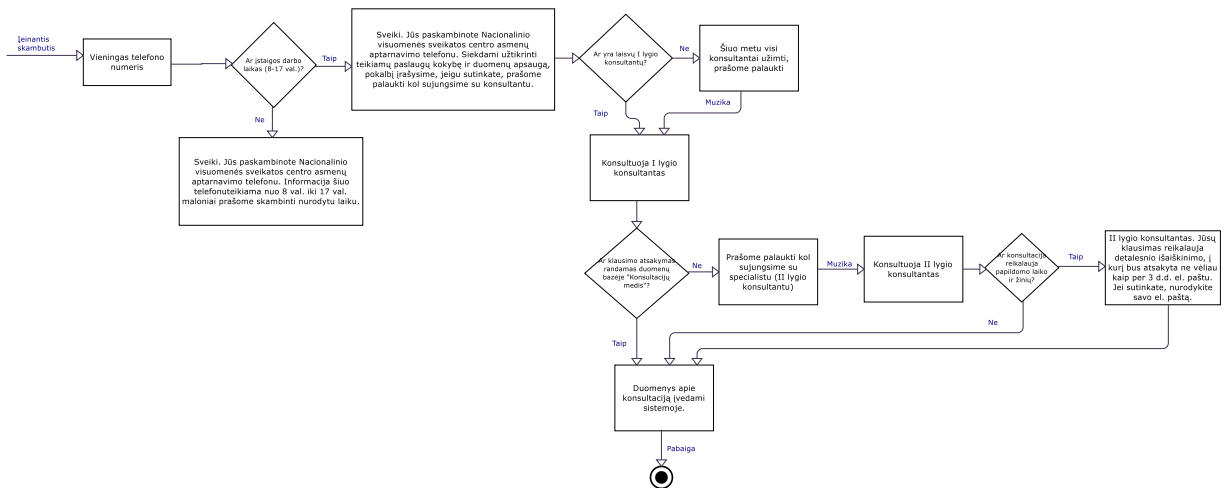 Įeinantis
skambutis
Vieningas telefono
numeris
Ar įstaigos darbo
laikas (8-17 val.)?
Taip
Ne
Sveiki. Jūs paskambinote Nacionalinio
visuomenės sveikatos centro asmenų
aptarnavimo telefonu. Siekdami užtikrinti
teikiamų paslaugų kokybę ir duomenų apsaugą,
pokalbį įrašysime, jeigu sutinkate, prašome
palaukti kol sujungsime su konsultantu.
Sveiki. Jūs paskambinote Nacionalinio
visuomenės sveikatos centro asmenų
aptarnavimo telefonu. Informacija šiuo
telefonuteikiama nuo 8 val. iki 17 val.
maloniai prašome skambinti nurodytu laiku.
Ar yra laisvų I lygio
konsultantų?
Ne
Šiuo metu visi
konsultantai užimti,
prašome palaukti
Taip
Muzika
Konsultuoja I lygio
konsultantas
Ar klausimo atsakymas
randamas duomenų
bazėje "Konsultacijų
medis"?
Ne
Prašome palaukti kol
sujungsime su
specialistu (II lygio
konsultantu)
Muzika
Konsultuoja II lygio
konsultantas
Ar konsultacija
reikalauja
papildomo laiko
ir žinių?
Taip
II lygio konsultantas. Jūsų
klausimas reikalauja
detalesnio išaiškinimo, į
kurį bus atsakyta ne vėliau
kaip per 3 d.d. el. paštu.
Jei sutinkate, nurodykite
savo el. paštą.
Ne
Taip
Duomenys apie
konsultaciją įvedami
sistemoje.
Pabaiga